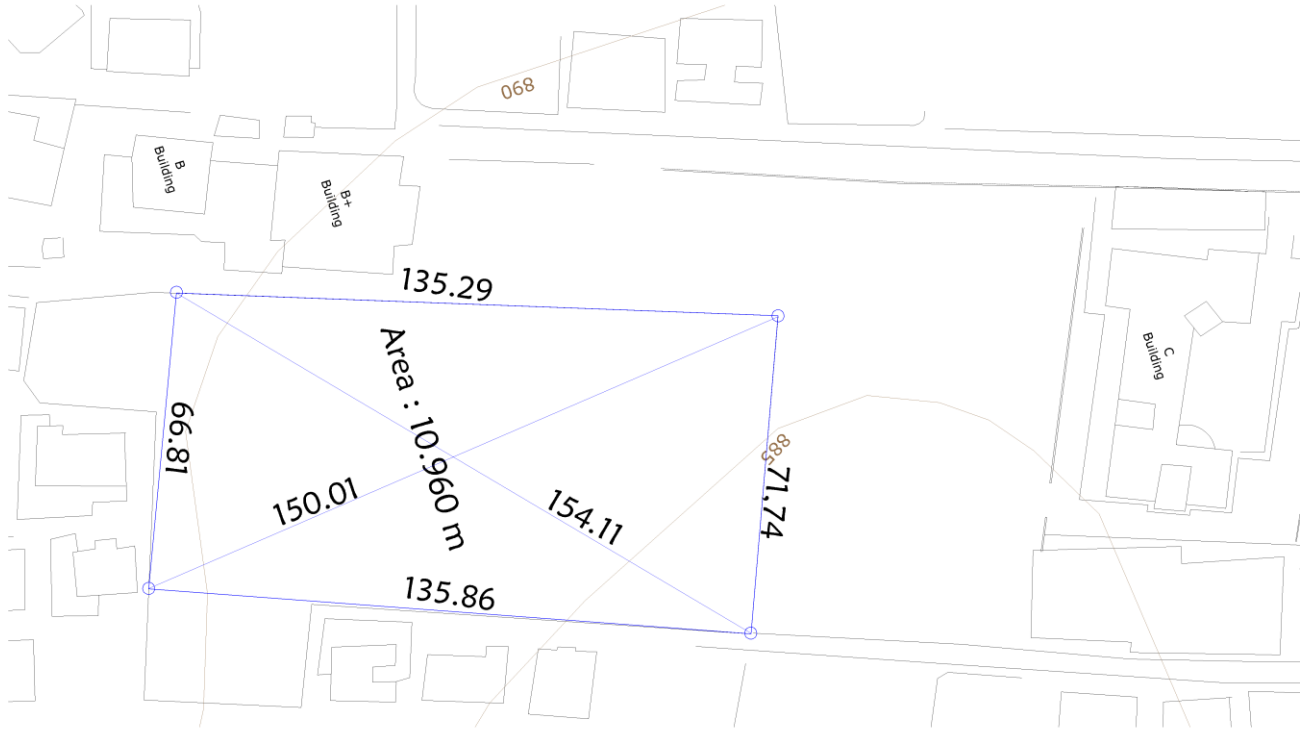 890
B
Building
B+
Building
135.29
C
Building
Area : 10.960 m
66.81
885
71.74
150.01
154.11
135.86